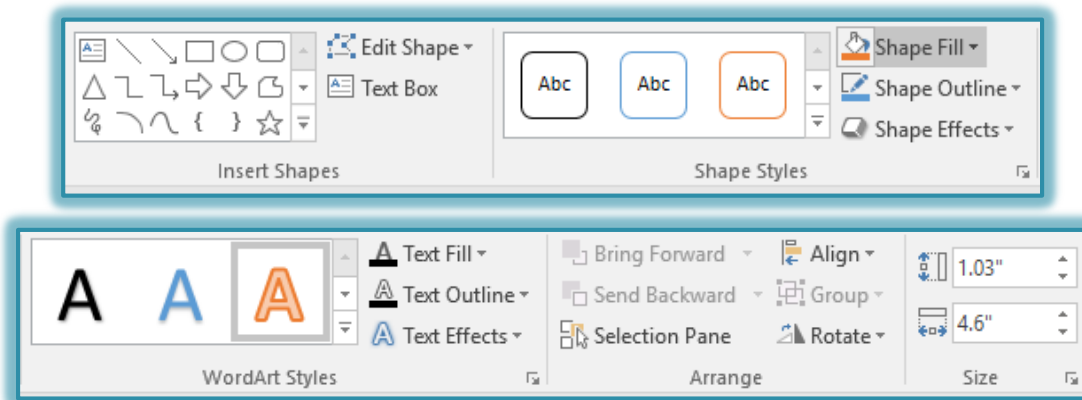 Edit Shape
Text Box
Insert Shapes
Abc Abc Abc
Shape Fill
Shape Outline
Shape Effects
Shape Styles
A A A
Text Fill
Text Outline
Text Effects
WordArt Styles
Bring Forward
Send Backward
Selection Pane
Align
Group
Rotate
Arrange
1.03"
4.6"
Size